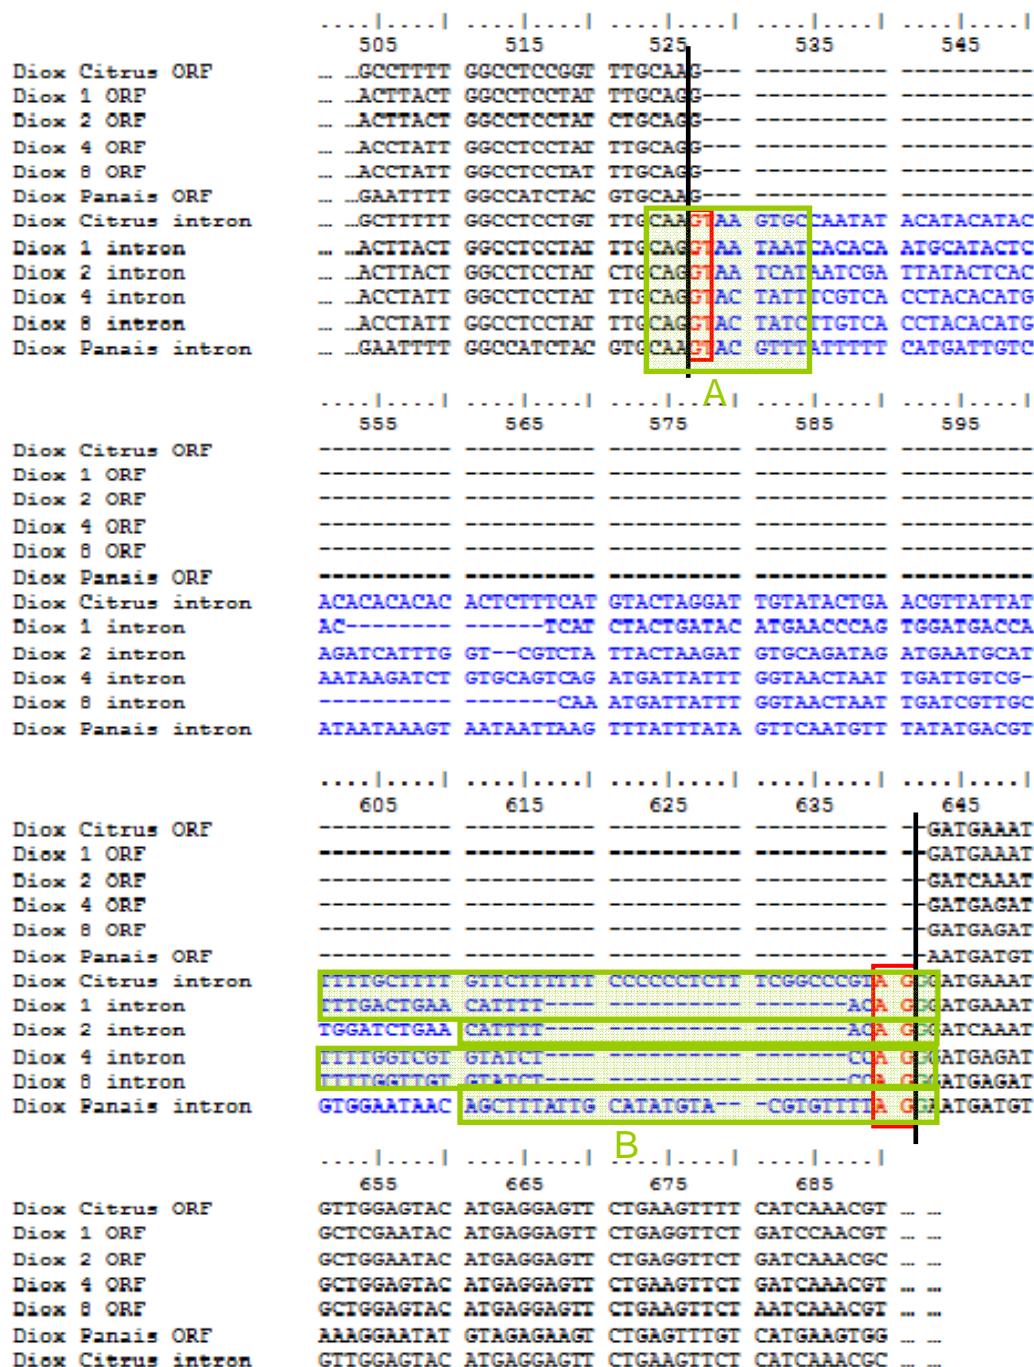 ....|....| ....|....| ....|....| ....|....| ....|....|
505 515 525 535 545
Diox Citrus ORF … …GCCTTTT GGCCTCCGGT TTGCAAG--- ---------- ----------
Diox 1 ORF … …ACTTACT GGCCTCCTAT TTGCAGG--- ---------- ----------
Diox 2 ORF … …ACTTACT GGCCTCCTAT CTGCAGG--- ---------- ----------
Diox 4 ORF … …ACCTATT GGCCTCCTAT TTGCAGG--- ---------- ----------
Diox 8 ORF … …ACCTATT GGCCTCCTAT TTGCAGG--- ---------- ----------
Diox Panais ORF … …GAATTTT GGCCATCTAC GTGCAAG--- ---------- ----------
Diox Citrus intron … …GCTTTTT GGCCTCCTGT TTGCAAGTAA GTGCCAATAT ACATACATAC
Diox 1 intron … …ACTTACT GGCCTCCTAT TTGCAGGTAA TAATCACACA ATGCATACTC
Diox 2 intron … …ACTTACT GGCCTCCTAT CTGCAGGTAA TCATAATCGA TTATACTCAC
Diox 4 intron … …ACCTATT GGCCTCCTAT TTGCAGGTAC TATTTCGTCA CCTACACATG
Diox 8 intron … …ACCTATT GGCCTCCTAT TTGCAGGTAC TATCTTGTCA CCTACACATG
Diox Panais intron … …GAATTTT GGCCATCTAC GTGCAAGTAC GTTTATTTTT CATGATTGTC
A
....|....| ....|....| ....|....| ....|....| ....|....|
555 565 575 585 595
Diox Citrus ORF ---------- ---------- ---------- ---------- ----------
Diox 1 ORF ---------- ---------- ---------- ---------- ----------
Diox 2 ORF ---------- ---------- ---------- ---------- ----------
Diox 4 ORF ---------- ---------- ---------- ---------- ----------
Diox 8 ORF ---------- ---------- ---------- ---------- ----------
Diox Panais ORF ---------- ---------- ---------- ---------- ----------
Diox Citrus intron ACACACACAC ACTCTTTCAT GTACTAGGAT TGTATACTGA ACGTTATTAT
Diox 1 intron AC-------- ------TCAT CTACTGATAC ATGAACCCAG TGGATGACCA
Diox 2 intron AGATCATTTG GT--CGTCTA TTACTAAGAT GTGCAGATAG ATGAATGCAT
Diox 4 intron AATAAGATCT GTGCAGTCAG ATGATTATTT GGTAACTAAT TGATTGTCG-
Diox 8 intron ---------- -------CAA ATGATTATTT GGTAACTAAT TGATCGTTGC
Diox Panais intron ATAATAAAGT AATAATTAAG TTTATTTATA GTTCAATGTT TATATGACGT
....|....| ....|....| ....|....| ....|....| ....|....|
605 615 625 635 645
Diox Citrus ORF ---------- ---------- ---------- ---------- --GATGAAAT
Diox 1 ORF ---------- ---------- ---------- ---------- --GATGAAAT
Diox 2 ORF ---------- ---------- ---------- ---------- --GATCAAAT
Diox 4 ORF ---------- ---------- ---------- ---------- --GATGAGAT
Diox 8 ORF ---------- ---------- ---------- ---------- --GATGAGAT
Diox Panais ORF ---------- ---------- ---------- ---------- --AATGATGT
Diox Citrus intron TTTTGCTTTT GTTCTTTTTT CCCCCCTCTT TCGGCCCGTA GGGATGAAAT
Diox 1 intron TTTGACTGAA CATTTT---- ---------- -------ACA GGGATGAAAT
Diox 2 intron TGGATCTGAA CATTTT---- ---------- -------ACA GGGATCAAAT
Diox 4 intron TTTTGGTCGT GTATCT---- ---------- -------CCA GGGATGAGAT
Diox 8 intron TTTTGGTTGT GTATCT---- ---------- -------CCA GGGATGAGAT
Diox Panais intron GTGGAATAAC AGCTTTATTG CATATGTA-- -CGTGTTTTA GGAATGATGT
B
....|....| ....|....| ....|....| ....|....|
655 665 675 685
Diox Citrus ORF GTTGGAGTAC ATGAGGAGTT CTGAAGTTTT CATCAAACGT … …
Diox 1 ORF GCTCGAATAC ATGAGGAGTT CTGAGGTTCT GATCCAACGT … …
Diox 2 ORF GCTGGAATAC ATGAGGAGTT CTGAGGTTCT GATCAAACGC … …
Diox 4 ORF GCTGGAGTAC ATGAGGAGTT CTGAAGTTCT GATCAAACGT … …
Diox 8 ORF GCTGGAGTAC ATGAGGAGTT CTGAAGTTCT AATCAAACGT … …
Diox Panais ORF AAAGGAATAT GTAGAGAAGT CTGAGTTTGT CATGAAGTGG … …
Diox Citrus intron GTTGGAGTAC ATGAGGAGTT CTGAAGTTCT CATCAAACGC … …